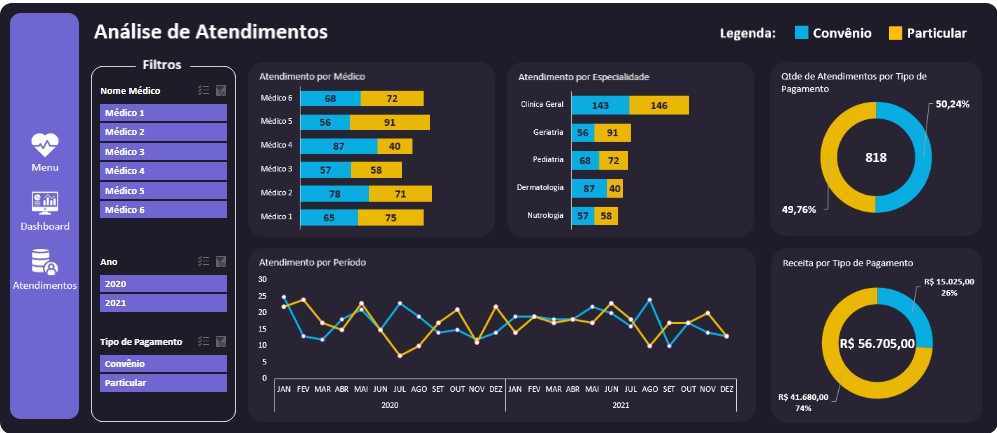 Análise de Atendimentos
Legenda: Convênio Particular
Menu
Dashboard
Atendimentos
Filtros
Nome Médico
Médico 1
Médico 2
Médico 3
Médico 4
Médico 5
Médico 6
Ano
2020
2021
Tipo de Pagamento
Convênio
Particular
Atendimento por Médico
Médico 6 68 72
Médico 5 56 91
Médico 4 87 40
Médico 3 57 58
Médico 2 78 71
Médico 1 65 75
Atendimento por Especialidade
Clinica Geral 143 146
Geriatria 56 91
Pediatria 68 72
Dermatologia 87 40
Nutrologia 57 58
Qtde de Atendimentos por Tipo de
Pagamento
50,24%
818
49,76%
Atendimento por Período
30
25
20
15
10
5
0
JAN FEV MAR ABR MAI JUN JUL AGO SET OUT NOV DEZ JAN FEV MAR ABR MAI JUN JUL AGO SET OUT NOV DEZ
2020 2021
Receita por Tipo de Pagamento
R$ 15.025,00
26%
R$ 56.705,00
R$ 41.680,00
74%